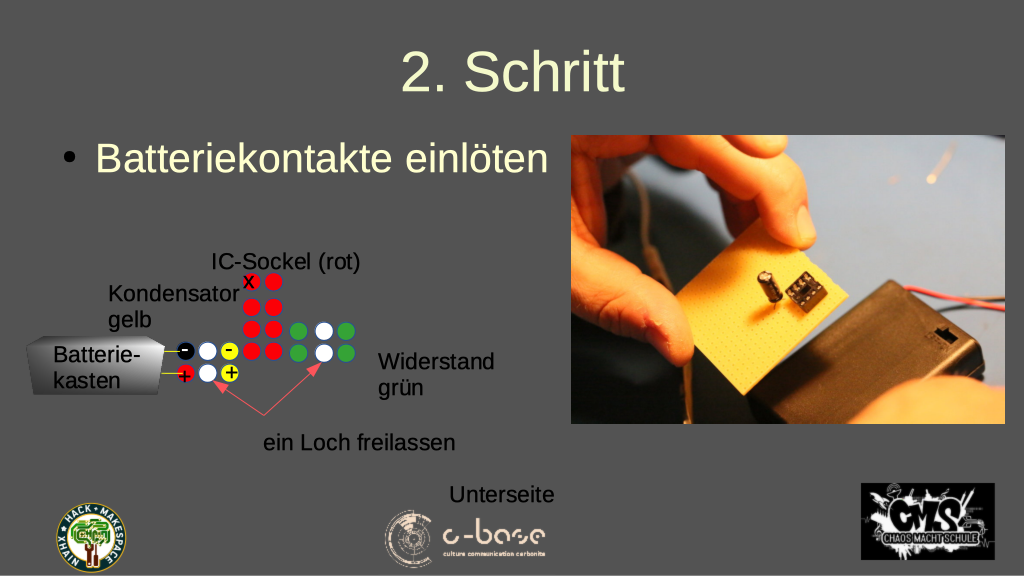 2. Schritt
• Batteriekontakte einlöten
IC-Sockel (rot)
x
Kondensator
gelb
Batterie-
kasten
- -
+ +
Widerstand
grün
ein Loch freilassen
Unterseite
HACK + MAKESPACE
XHAIN
c-base
culture communication carbonite
CMS
CHAOS MACHT SCHULE